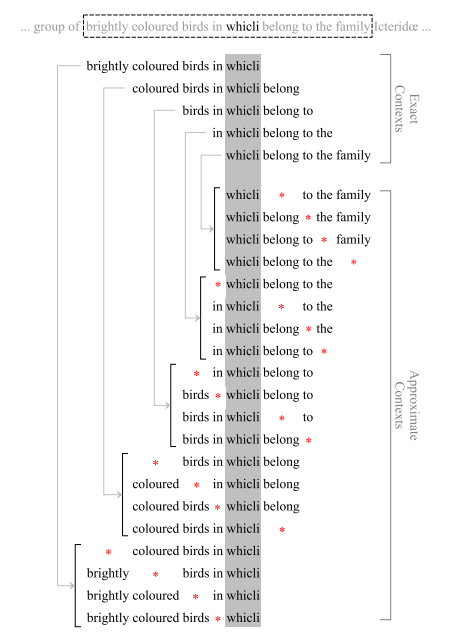 ... group of brightly coloured birds in whicli belong to the family Icteridœ ...
brightly coloured birds in whicli
coloured birds in whicli belong
birds in whicli belong to
in whicli belong to the
whicli belong to the family
Exact
Contexts
whicli * to the family
whicli belong * the family
whicli belong to * family
whicli belong to the *
* whicli belong to the
in whicli * to the
in whicli belong * the
in whicli belong to *
* in whicli belong to
birds * whicli belong to
birds in whicli * to
birds in whicli belong *
* birds in whicli belong
coloured * in whicli belong
coloured birds * whicli belong
coloured birds in whicli *
* coloured birds in whicli
brightly * birds in whicli
brightly coloured * in whicli
brightly coloured birds * whicli
Approximate
Contexts